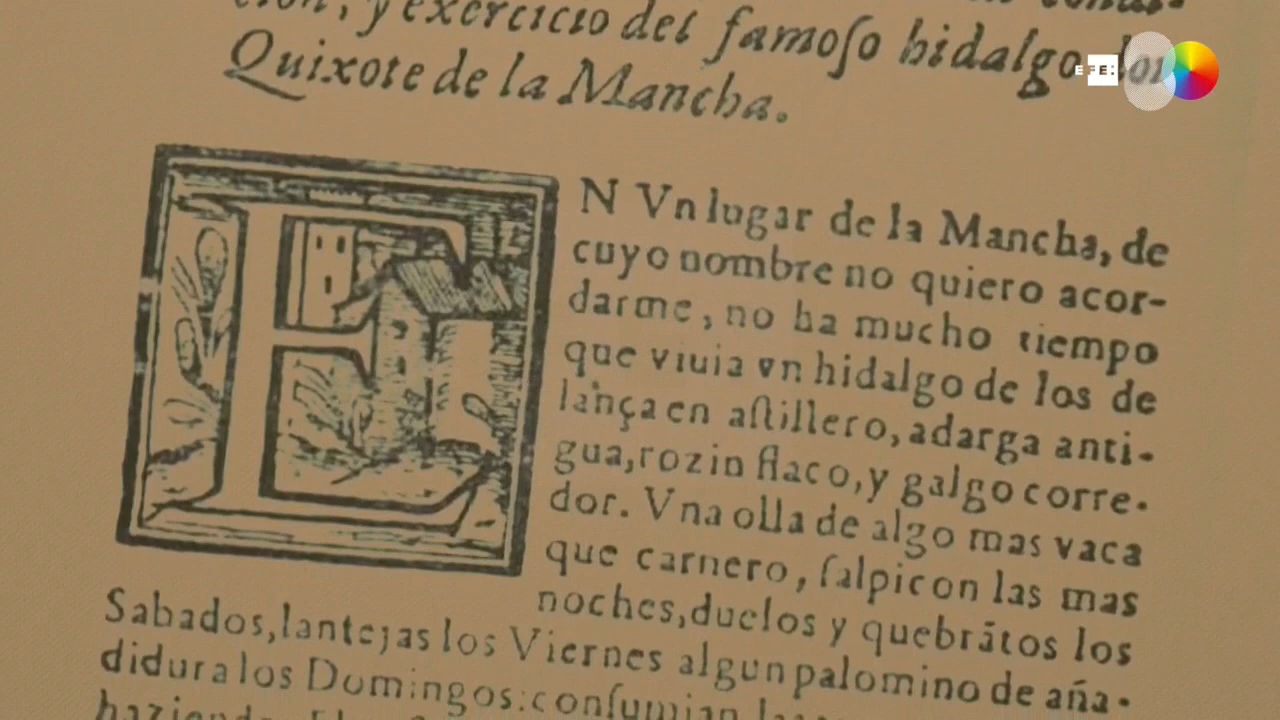 cion, y exercicio del famoſo hidalgo don
Quixote de la Mancha.
EFE:
EN Vn lugar de la Mancha, de
cuyo nombre no quiero acor-
darme, no ha mucho tiempo
que viuia vn hidalgo de los de
lança en aſtillero, adarga anti-
gua, rozin flaco, y galgo corre-
dor. Vna olla de algo mas vaca
que carnero, ſalpicon las mas
noches, duelos y quebrãtos los
Sabados, lantejas los Viernes algun palomino de aña-
didura los Domingos: conſumian